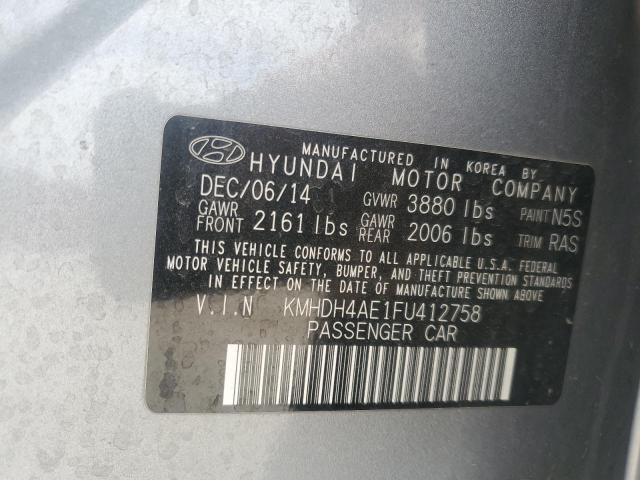 MANUFACTURED IN KOREA BY
HYUNDAI MOTOR COMPANY
DEC/06/14 GVWR 3880 lbs PAINT N5S
GAWR FRONT 2161 lbs GAWR REAR 2006 lbs TRIM RAS
THIS VEHICLE CONFORMS TO ALL APPLICABLE U.S.A. FEDERAL
MOTOR VEHICLE SAFETY, BUMPER, AND THEFT PREVENTION STANDARDS
IN EFFECT ON THE DATE OF MANUFACTURE SHOWN ABOVE.
V.I.N KMHDH4AE1FU412758
PASSENGER CAR